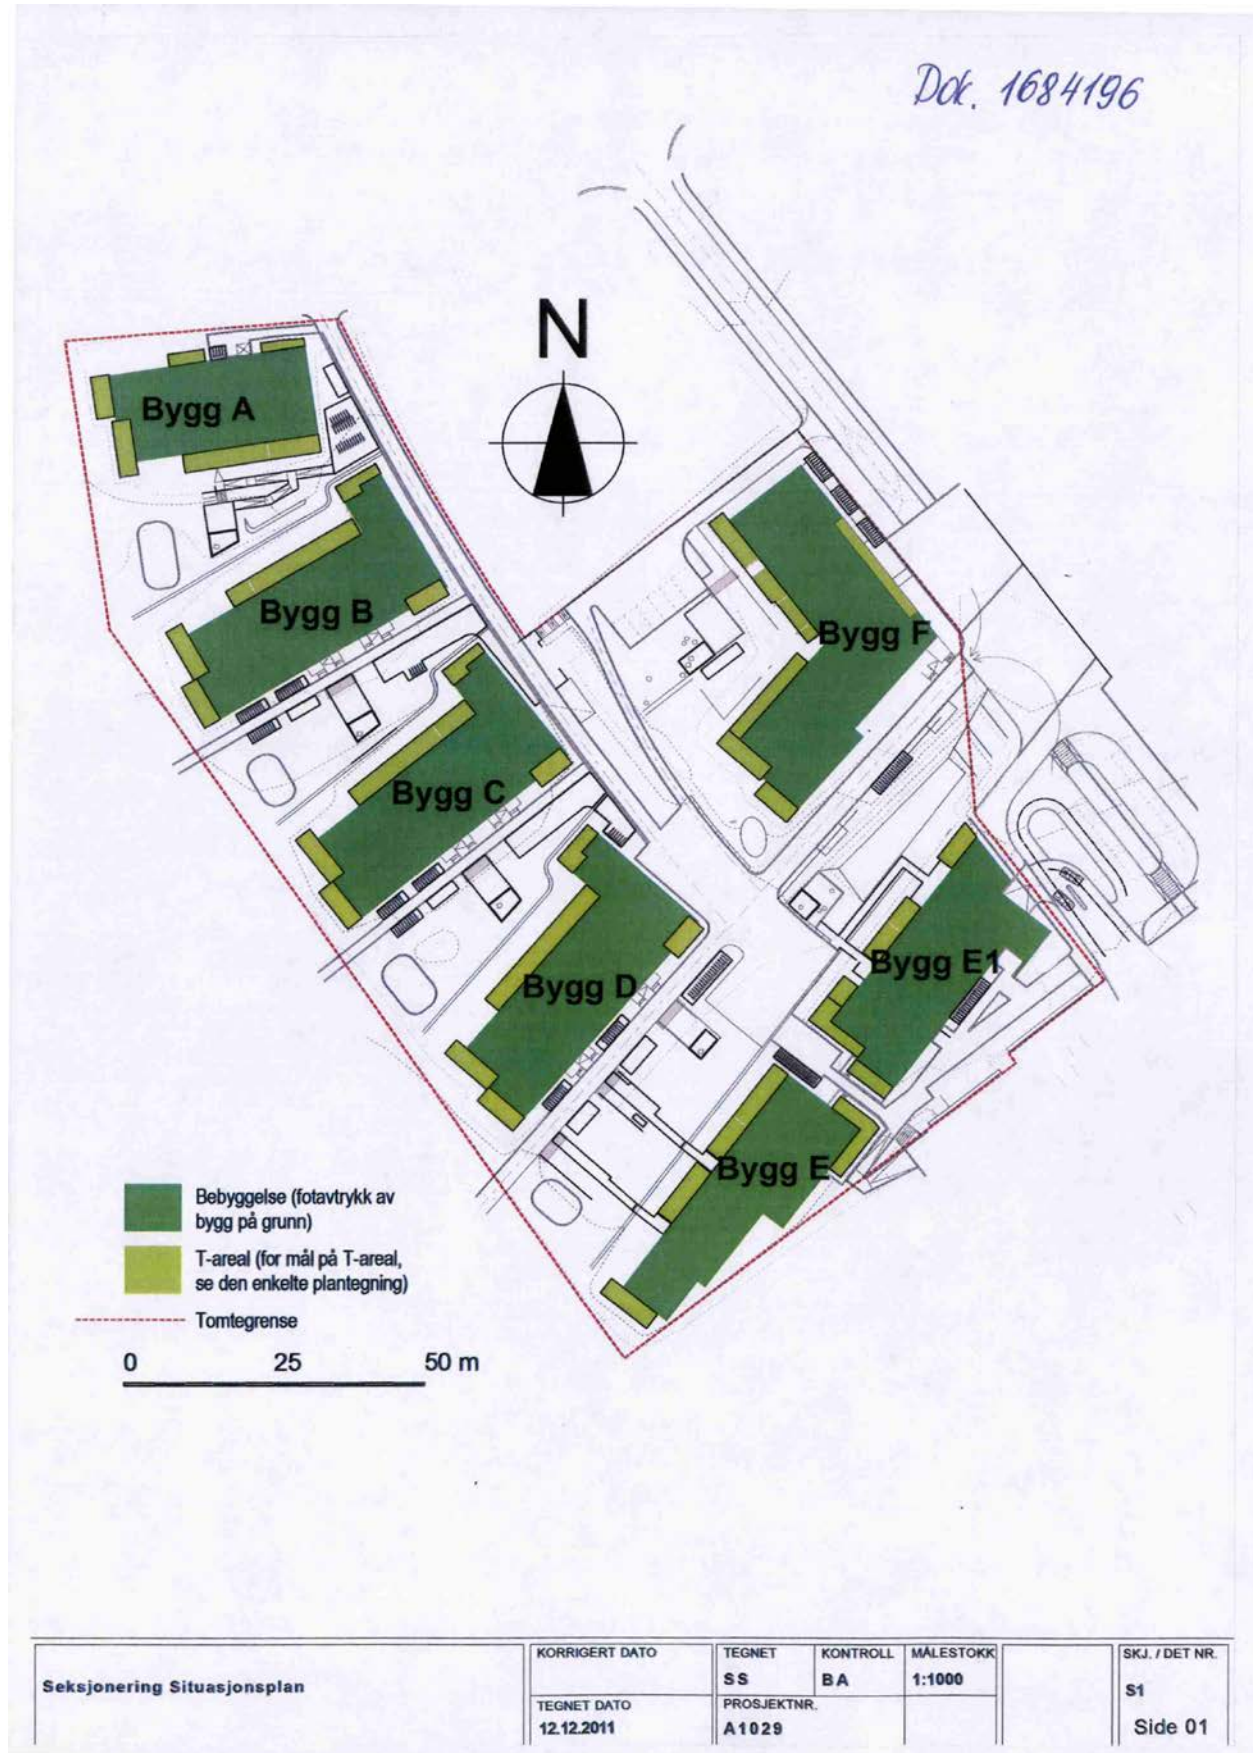 Dok. 1684196
N
Bygg A
Bygg B
Bygg F
Bygg C
Bygg E1
Bygg D
Bygg E
Bebyggelse (fotavtrykk av
bygg på grunn)
T-areal (for mål på T-areal,
se den enkelte plantegning)
Tomtegrense
0 25 50 m
Seksjonering Situasjonsplan
KORRIGERT DATO
TEGNET DATO
12.12.2011
TEGNET
SS
KONTROLL
BA
MÅLESTOKK
1:1000
PROSJEKTNR.
A1029
SKJ. / DET NR.
S1
Side 01